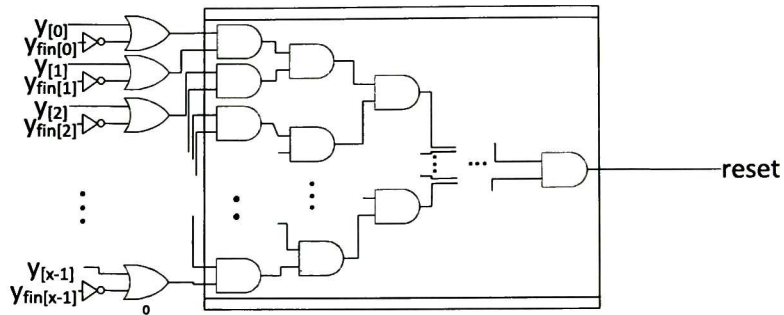 y[0]
yfin[0]
y[1]
yfin[1]
y[2]
yfin[2]
reset
y[x-1]
yfin[x-1]
0